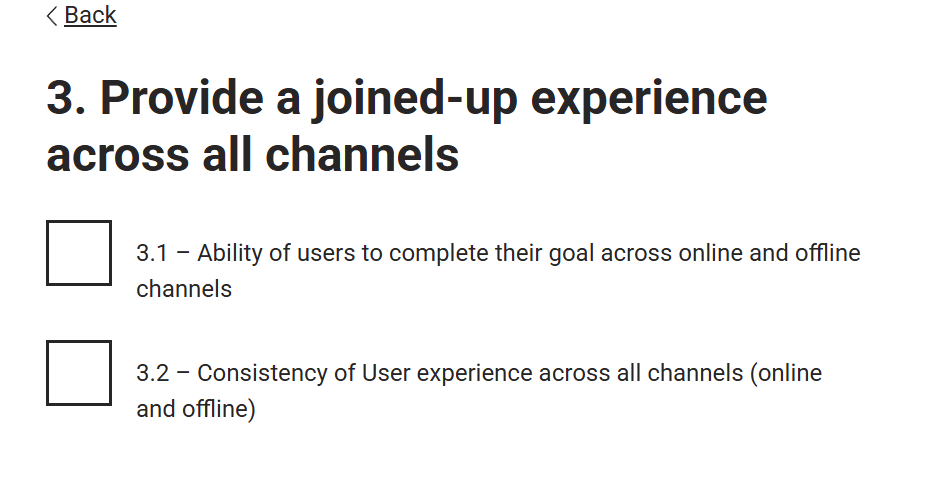 Back
3. Provide a joined-up experience
across all channels
3.1 – Ability of users to complete their goal across online and offline
channels
3.2 – Consistency of User experience across all channels (online
and offline)